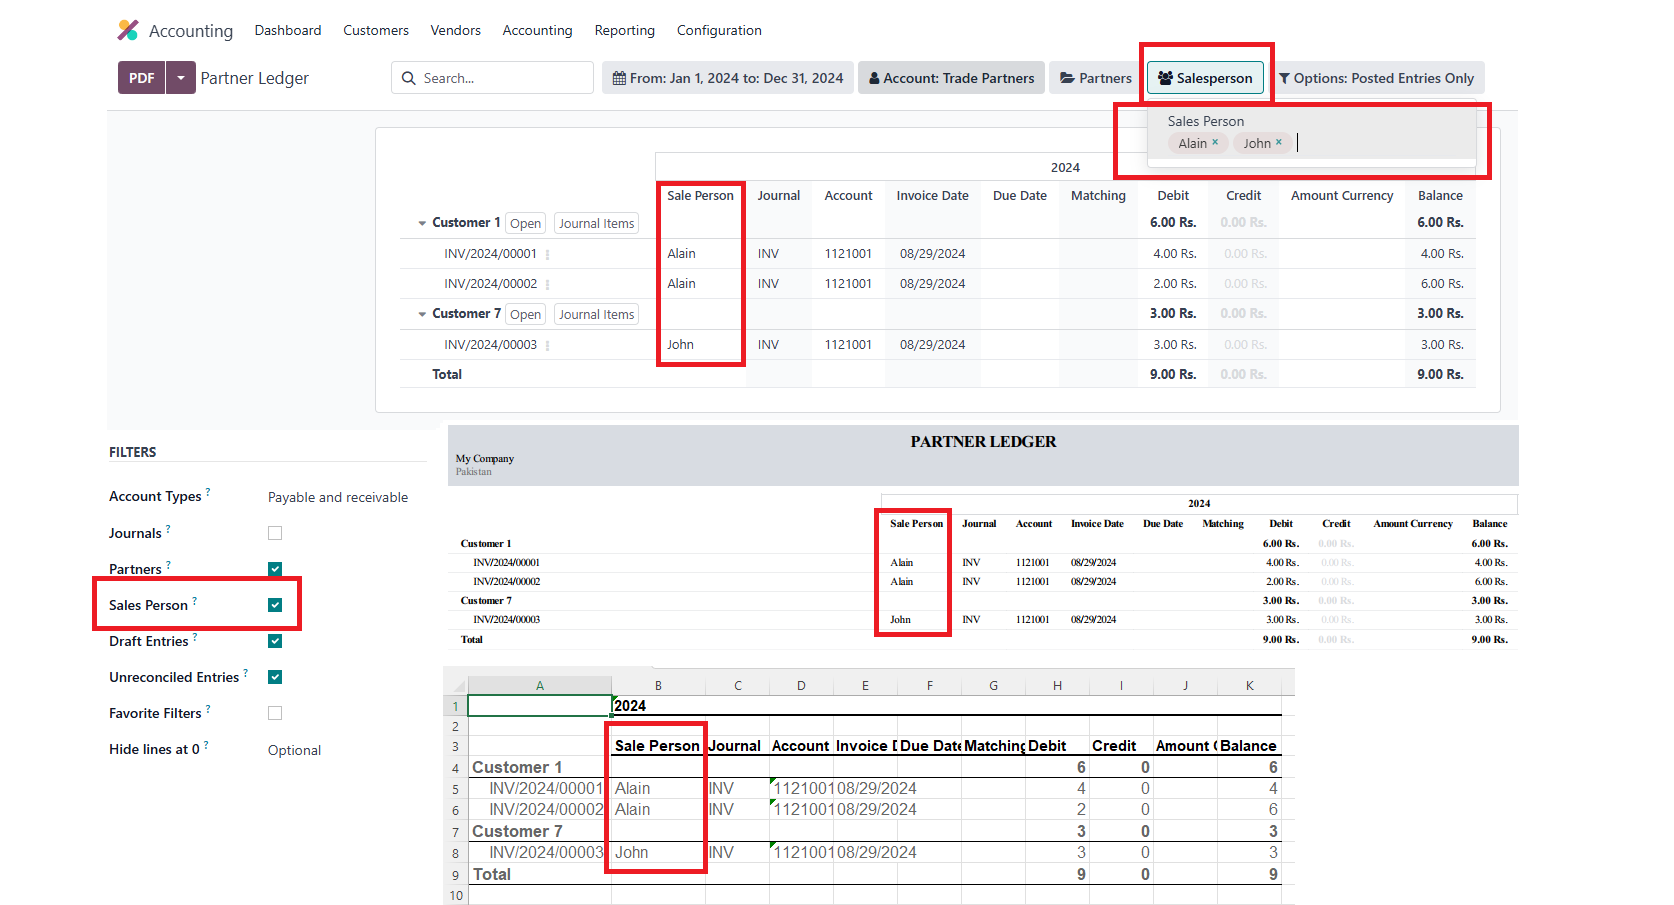 Accounting Dashboard Customers Vendors Accounting Reporting Configuration
PDF Partner Ledger Search... From: Jan 1, 2024 to: Dec 31, 2024 Account: Trade Partners Partners Salesperson Options: Posted Entries Only
Sales Person
Alain × John ×
2024
Sale Person Journal Account Invoice Date Due Date Matching Debit Credit Amount Currency Balance
Customer 1 Open Journal Items 6.00 Rs. 0.00 Rs. 6.00 Rs.
INV/2024/00001 Alain INV 1121001 08/29/2024 4.00 Rs. 0.00 Rs. 4.00 Rs.
INV/2024/00002 Alain INV 1121001 08/29/2024 2.00 Rs. 0.00 Rs. 6.00 Rs.
Customer 7 Open Journal Items 3.00 Rs. 0.00 Rs. 3.00 Rs.
INV/2024/00003 John INV 1121001 08/29/2024 3.00 Rs. 0.00 Rs. 3.00 Rs.
Total 9.00 Rs. 0.00 Rs. 9.00 Rs.
FILTERS
Account Types ? Payable and receivable
Journals ?
Partners ?
Sales Person ?
Draft Entries ?
Unreconciled Entries ?
Favorite Filters ?
Hide lines at 0 ? Optional
PARTNER LEDGER
My Company
Pakistan
2024
Sale Person Journal Account Invoice Date Due Date Matching Debit Credit Amount Currency Balance
Customer 1 6.00 Rs. 0.00 Rs. 6.00 Rs.
INV/2024/00001 Alain INV 1121001 08/29/2024 4.00 Rs. 0.00 Rs. 4.00 Rs.
INV/2024/00002 Alain INV 1121001 08/29/2024 2.00 Rs. 0.00 Rs. 6.00 Rs.
Customer 7 3.00 Rs. 0.00 Rs. 3.00 Rs.
INV/2024/00003 John INV 1121001 08/29/2024 3.00 Rs. 0.00 Rs. 3.00 Rs.
Total 9.00 Rs. 0.00 Rs. 9.00 Rs.
A B C D E F G H I J K
1 2024
2
3 Sale Person Journal Account Invoice D Due Date Matching Debit Credit Amount C Balance
4 Customer 1 6 0 6
5 INV/2024/00001 Alain INV 1121001 08/29/2024 4 0 4
6 INV/2024/00002 Alain INV 1121001 08/29/2024 2 0 6
7 Customer 7 3 0 3
8 INV/2024/00003 John INV 1121001 08/29/2024 3 0 3
9 Total 9 0 9
10